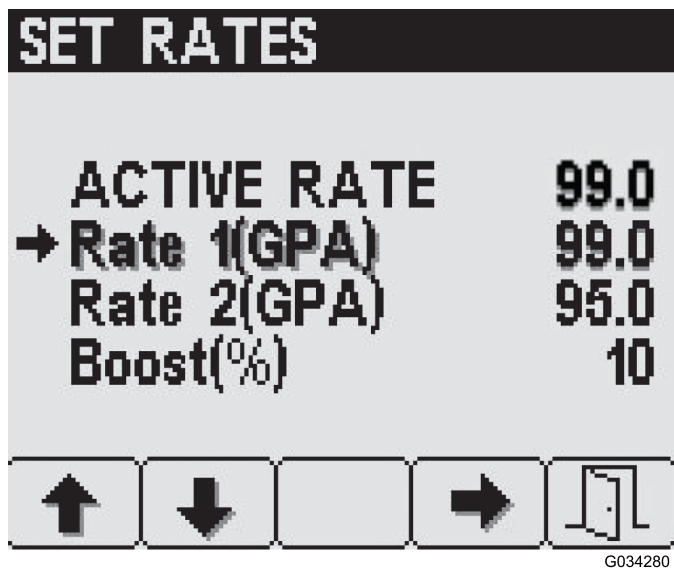 SET RATES
ACTIVE RATE 99.0
Rate 1(GPA) 99.0
Rate 2(GPA) 95.0
Boost(%) 10
G034280